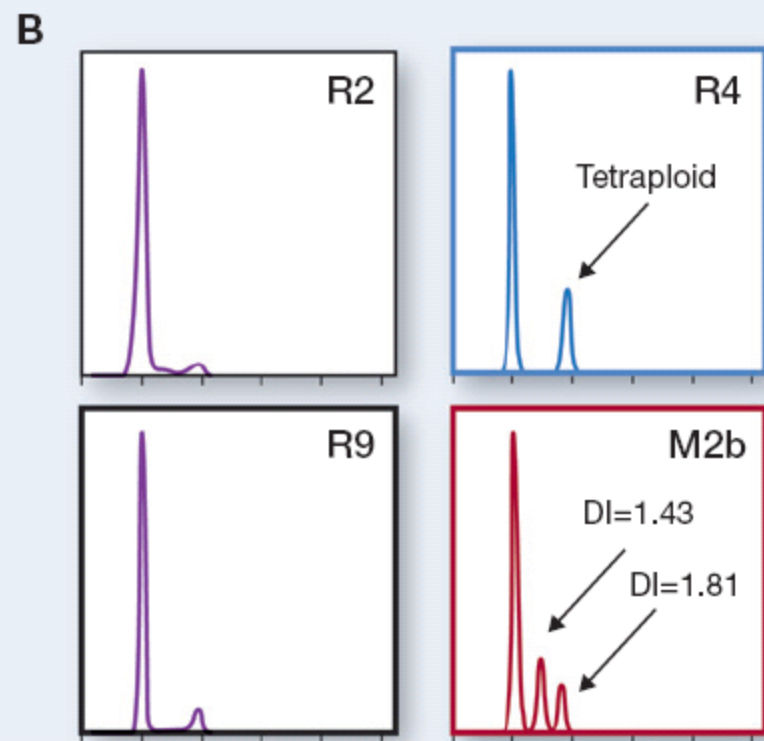 B
R2
R4
Tetraploid
R9
M2b
DI=1.43
DI=1.81